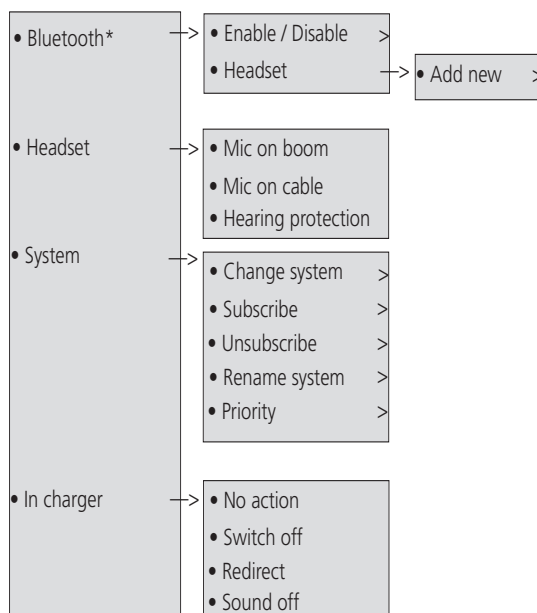 • Bluetooth*
—>
• Enable / Disable >
• Headset —>
• Add new >
• Headset
—>
• Mic on boom
• Mic on cable
• Hearing protection
• System
—>
• Change system >
• Subscribe >
• Unsubscribe >
• Rename system >
• Priority >
• In charger
—>
• No action
• Switch off
• Redirect
• Sound off